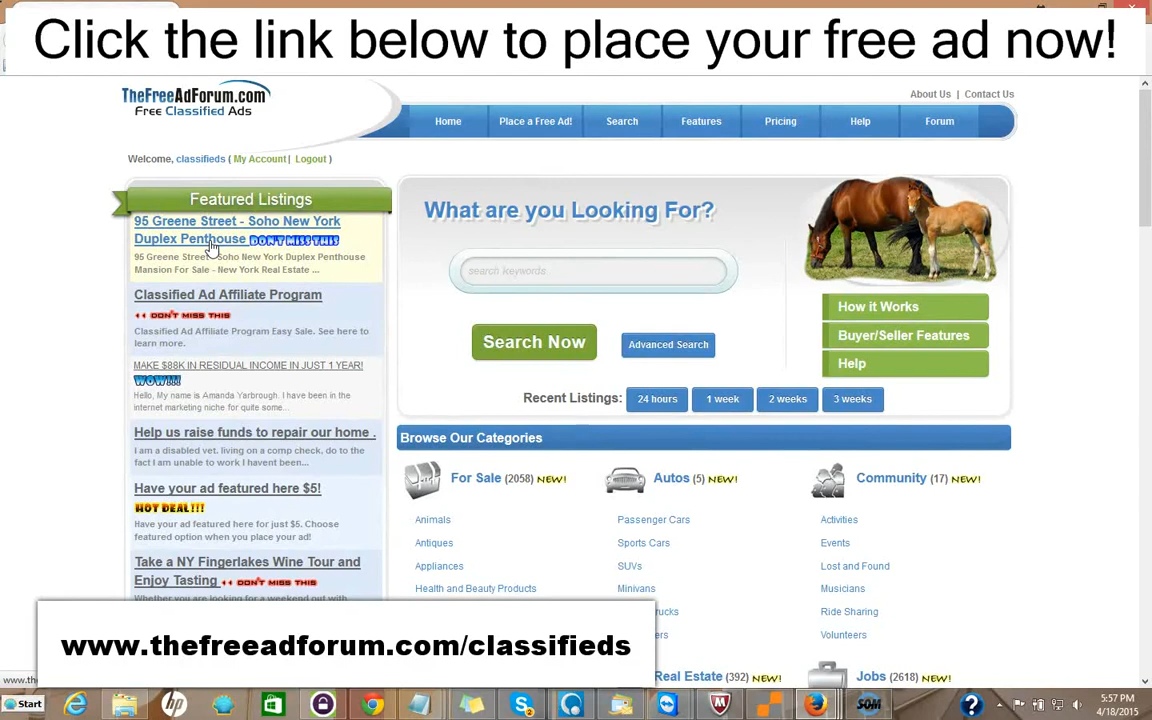 Click the link below to place your free ad now!
TheFreeAdForum.com
Free Classified Ads
About Us | Contact Us
Home Place a Free Ad! Search Features Pricing Help Forum
Welcome, classifieds ( My Account | Logout )
Featured Listings
95 Greene Street - Soho New York
Duplex Penthouse DON'T MISS THIS
95 Greene Street - Soho New York Duplex Penthouse
Mansion For Sale - New York Real Estate ...
Classified Ad Affiliate Program
DON'T MISS THIS
Classified Ad Affiliate Program Easy Sale. See here to
learn more.
MAKE $88K IN RESIDUAL INCOME IN JUST 1 YEAR!
WOW!!!
Hello, My name is Amanda Yarbrough. I have been in the
internet marketing niche for quite some...
Help us raise funds to repair our home .
I am a disabled vet. living on a comp check. do to the
fact I am unable to work I havent been...
Have your ad featured here $5!
HOT DEAL!!!
Have your ad featured here for just $5. Choose
featured option when you place your ad!
Take a NY Fingerlakes Wine Tour and
Enjoy Tasting DON'T MISS THIS
Whether you are looking for a weekend out with
What are you Looking For?
search keywords
Search Now Advanced Search
How it Works
Buyer/Seller Features
Help
Recent Listings: 24 hours 1 week 2 weeks 3 weeks
Browse Our Categories
For Sale (2058) NEW! Autos (5) NEW! Community (17) NEW!
Animals Passenger Cars Activities
Antiques Sports Cars Events
Appliances SUVs Lost and Found
Health and Beauty Products Minivans Musicians
Ride Sharing
Volunteers
Real Estate (392) NEW! Jobs (2618) NEW!
www.thefreeadforum.com/classifieds
Start
5:57 PM
4/18/2015